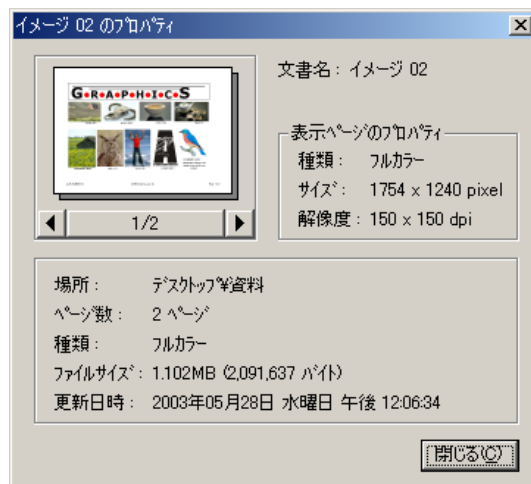 イメージ 02 のプロパティ
G•R•A•P•H•I•C•S
文書名：イメージ 02
表示ページのプロパティ
種類： フルカラー
サイズ： 1754 x 1240 pixel
解像度： 150 x 150 dpi
1/2
場所： デスクトップ¥資料
ページ数： 2 ページ
種類： フルカラー
ファイルサイズ： 1.102MB (2,091,637 バイト)
更新日時： 2003年05月28日 水曜日 午後 12:06:34
閉じる(C)